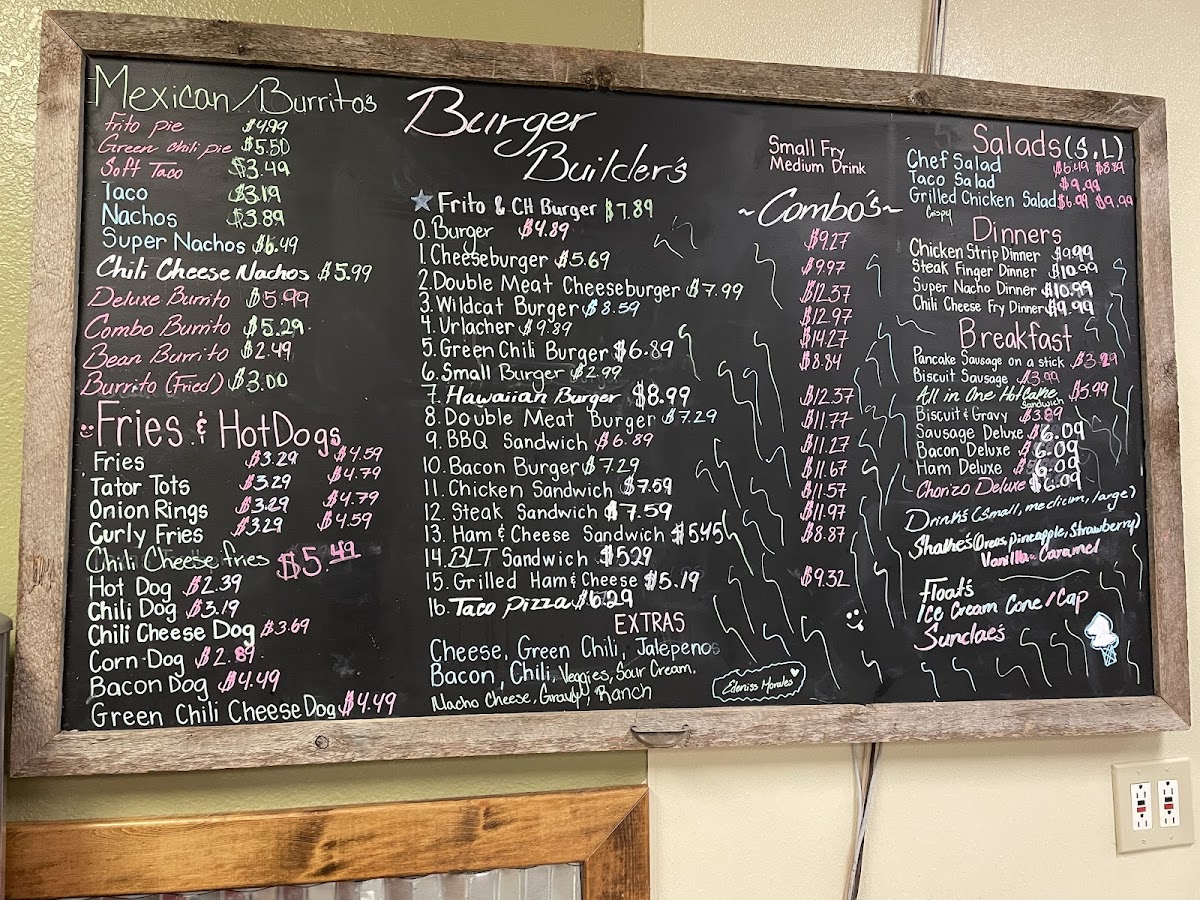 Mexican/Burrito's
Frito pie $4.99
Green chili pie $5.50
Soft Taco $3.49
Taco $3.19
Nachos $3.89
Super Nachos $6.49
Chili Cheese Nachos $5.99
Deluxe Burrito $5.99
Combo Burrito $5.29
Bean Burrito $2.49
Burrito (Fried) $3.00
Fries & HotDogs
Fries $3.29 $4.59
Tator Tots $3.29 $4.79
Onion Rings $3.29 $4.79
Curly Fries $3.29 $4.59
Chili Cheese fries $5.49
Hot Dog $2.39
Chili Dog $3.19
Chili Cheese Dog $3.69
Corn-Dog $2.89
Bacon Dog $4.49
Green Chili Cheese Dog $4.49
Burger
Builder's
Frito & CH Burger $7.89
0. Burger $4.89
1. Cheeseburger $5.69
2. Double Meat Cheeseburger $7.99
3. Wildcat Burger $8.59
4. Urlacher $9.89
5. Green Chili Burger $6.89
6. Small Burger $2.99
7. Hawaiian Burger $8.99
8. Double Meat Burger $7.29
9. BBQ Sandwich $6.89
10. Bacon Burger $7.29
11. Chicken Sandwich $7.59
12. Steak Sandwich $7.59
13. Ham & Cheese Sandwich $5.45
14. BLT Sandwich $5.29
15. Grilled Ham & Cheese $5.19
16. Taco pizza $6.29
EXTRAS
Cheese, Green Chili, Jalepenos
Bacon, Chili, Veggies, Sour Cream,
Nacho Cheese, Gravy, Ranch
Edeniss Morales
Small Fry
Medium Drink
~Combo's~
$9.27
$9.97
$12.37
$12.97
$14.27
$8.84
$12.37
$11.77
$11.27
$11.67
$11.57
$11.97
$8.87
$9.32
Salads (S,L)
Chef Salad $6.49 $8.89
Taco Salad $9.99
Grilled Chicken Salad $6.99 $9.99
Crispy
Dinners
Chicken Strip Dinner $9.99
Steak Finger Dinner $10.99
Super Nacho Dinner $10.99
Chili Cheese Fry Dinner $9.99
Breakfast
Pancake Sausage on a stick $3.29
Biscuit Sausage $3.99
All in One HotCake Sandwich $5.99
Biscuit & Gravy $3.89
Sausage Deluxe $6.09
Bacon Deluxe $6.09
Ham Deluxe $6.09
Chorizo Deluxe $6.09
Drinks (small, medium, large)
Shake's (Oreos, pineapple, Strawberry)
Vanilla- Caramel
Float's
Ice Cream Cone/Cap
Sundae's